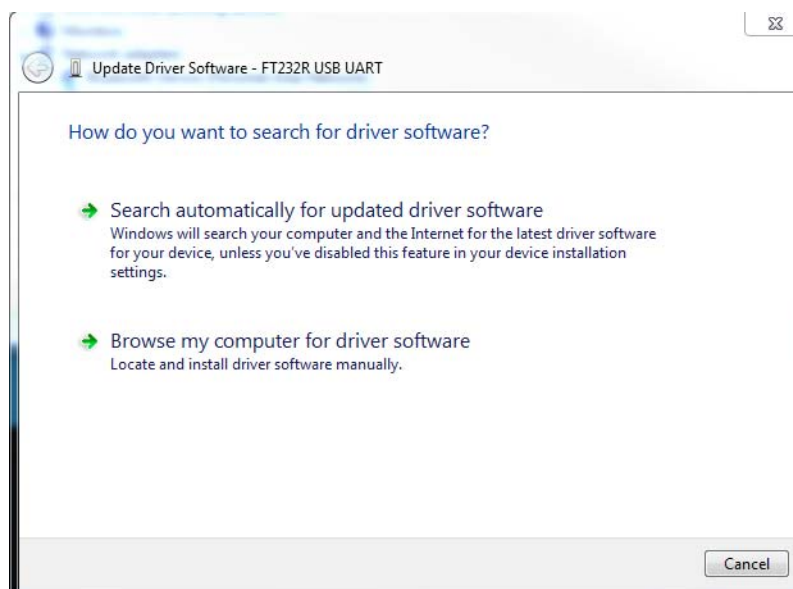 Update Driver Software - FT232R USB UART
How do you want to search for driver software?
Search automatically for updated driver software
Windows will search your computer and the Internet for the latest driver software
for your device, unless you've disabled this feature in your device installation
settings.
Browse my computer for driver software
Locate and install driver software manually.
Cancel